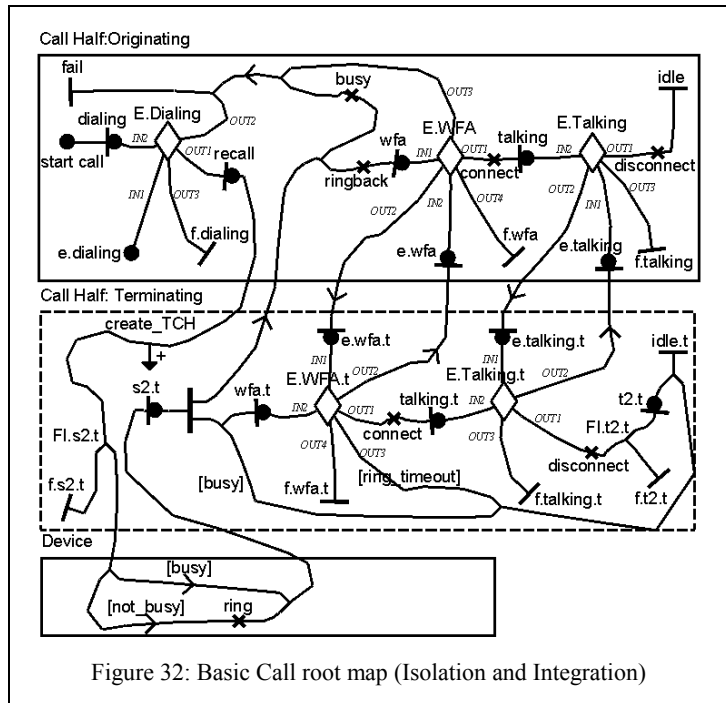 Call Half:Originating
fail
busy
idle
OUT3
dialing
E.Dialing
E.WFA
E.Talking
OUT2
wfa
talking
IN2
OUT1
recall
IN1
OUT1
IN2
OUT1
start call
ringback
connect
disconnect
IN1
OUT3
OUT2
IN2
OUT4
OUT2
IN1
OUT3
e.dialing
f.dialing
e.wfa
f.wfa
e.talking
f.talking
Call Half: Terminating
create_TCH
+
e.wfa.t
e.talking.t
idle.t
IN1
OUT2
IN1
OUT2
s2.t
E.WFA.t
E.Talking.t
wfa.t
IN2
OUT1
talking.t
IN2
OUT1
t2.t
FI.s2.t
FI.t2.t
connect
OUT4
OUT3
OUT3
disconnect
[busy]
[ring_timeout]
f.s2.t
f.wfa.t
f.talking.t
f.t2.t
Device
[busy]
[not_busy]
ring
Figure 32: Basic Call root map (Isolation and Integration)